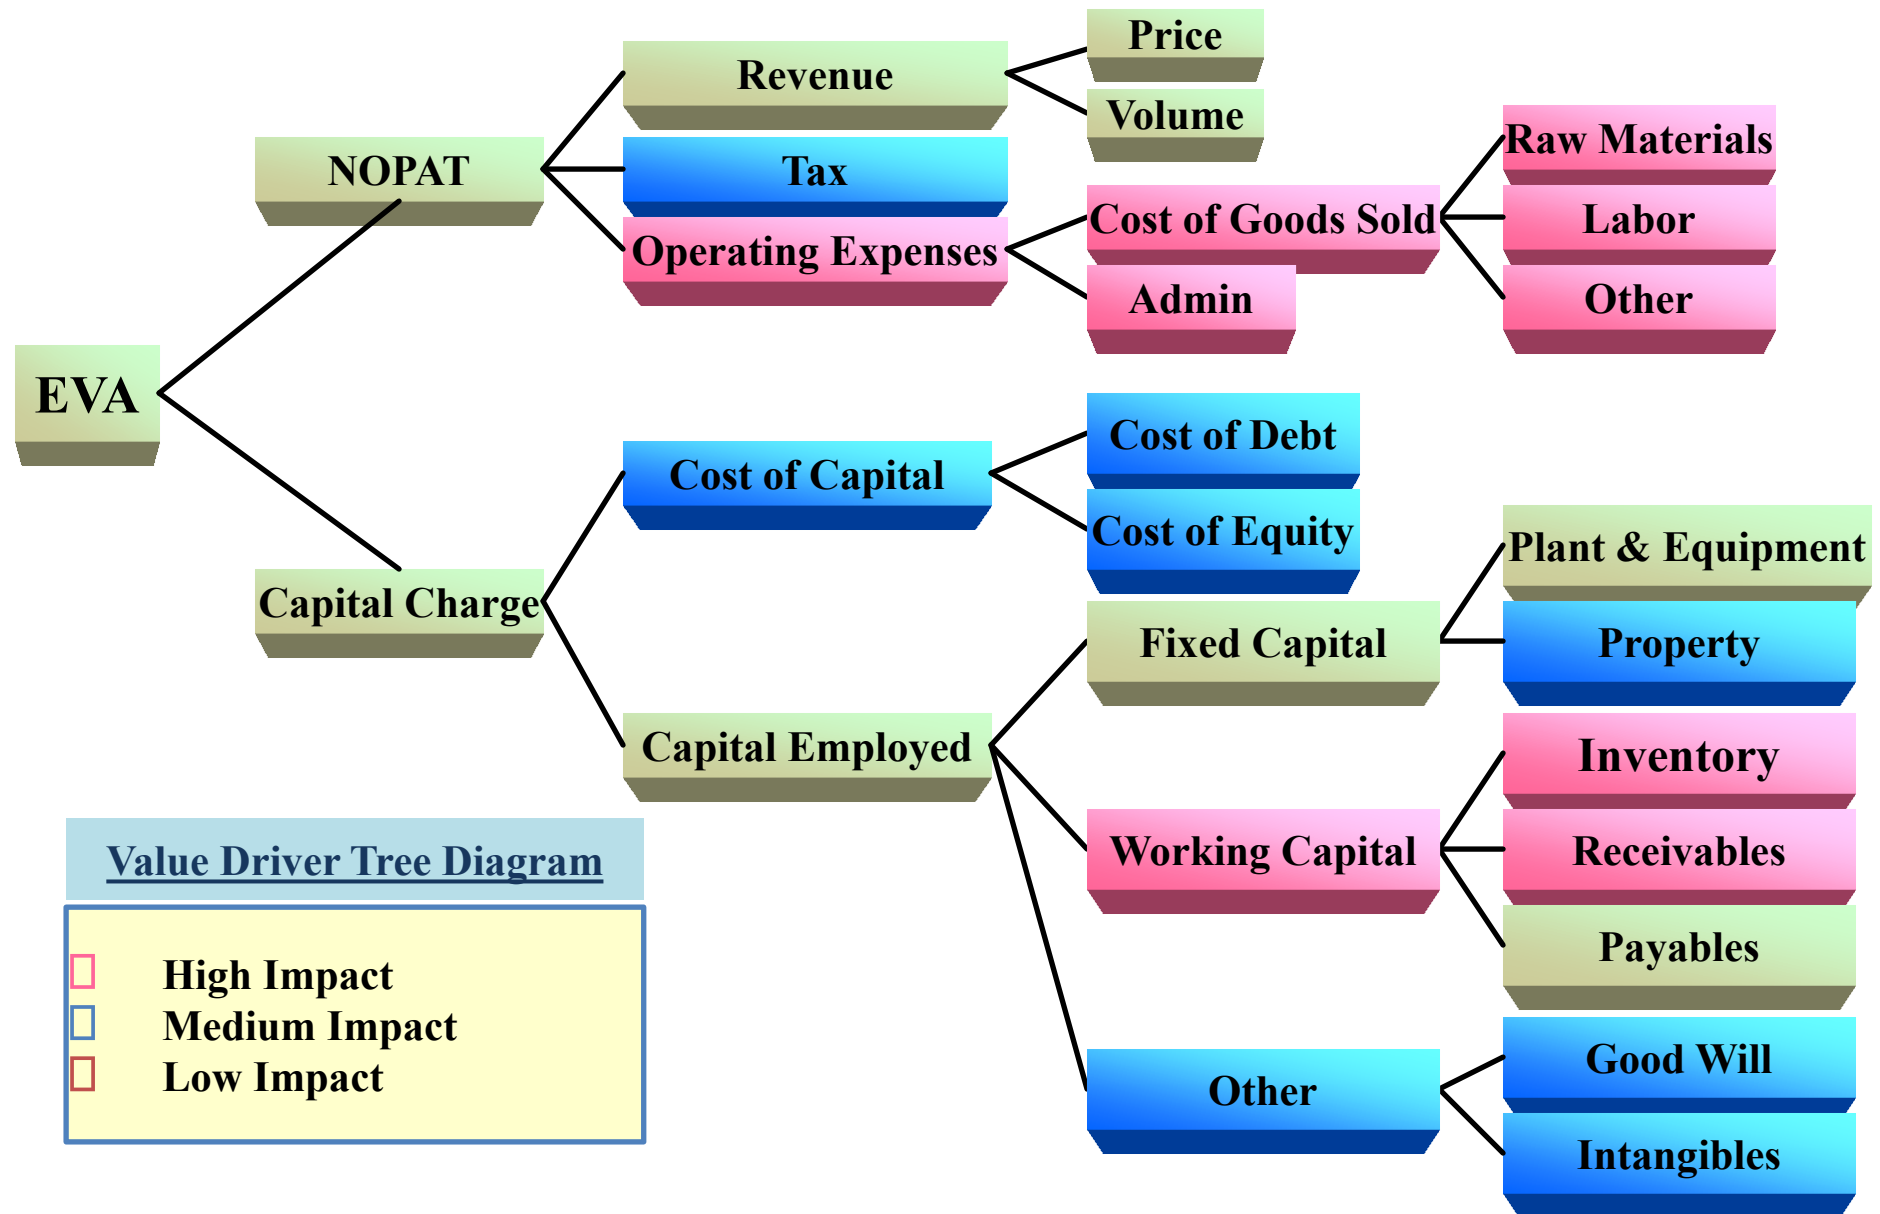 Price
Revenue
Volume
Raw Materials
NOPAT
Tax
Cost of Goods Sold
Labor
Operating Expenses
Admin
Other
EVA
Cost of Debt
Cost of Capital
Cost of Equity
Plant & Equipment
Capital Charge
Fixed Capital
Property
Capital Employed
Inventory
Working Capital
Receivables
Payables
Other
Good Will
Intangibles
Value Driver Tree Diagram
High Impact
Medium Impact
Low Impact